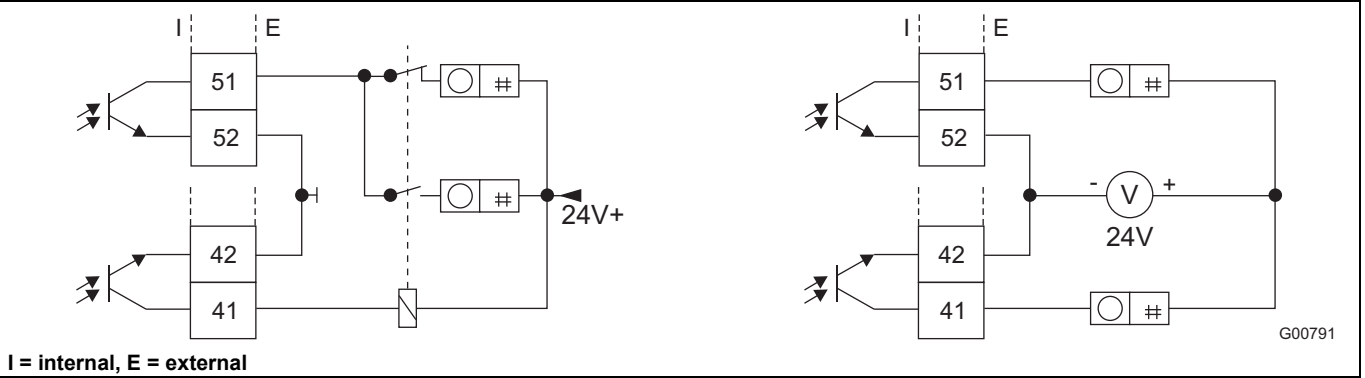 I E
51
52
42
41
24V+
I E
51
52
42
41
- V +
24V
G00791
I = internal, E = external